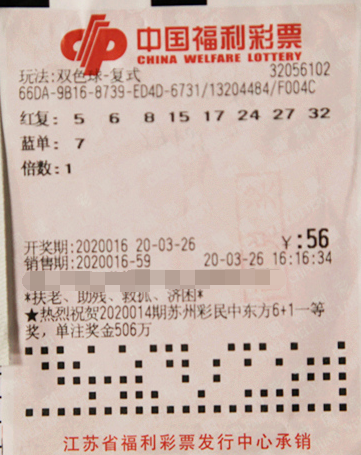 中国福利彩票
CHINA WELFARE LOTTERY
玩法:双色球-复式 32056102
66DA-9B16-8739-ED4D-6731/13204484/F004C
红复: 5 6 8 15 17 24 27 32
蓝单: 7
倍数:1
开奖期:2020016 20-03-26 ¥:56
销售期:2020016-59 20-03-26 16:16:34
*扶老、助残、救孤、济困*
★热烈祝贺2020014期苏州彩民中东方6+1一等
奖,单注奖金506万
江苏省福利彩票发行中心承销